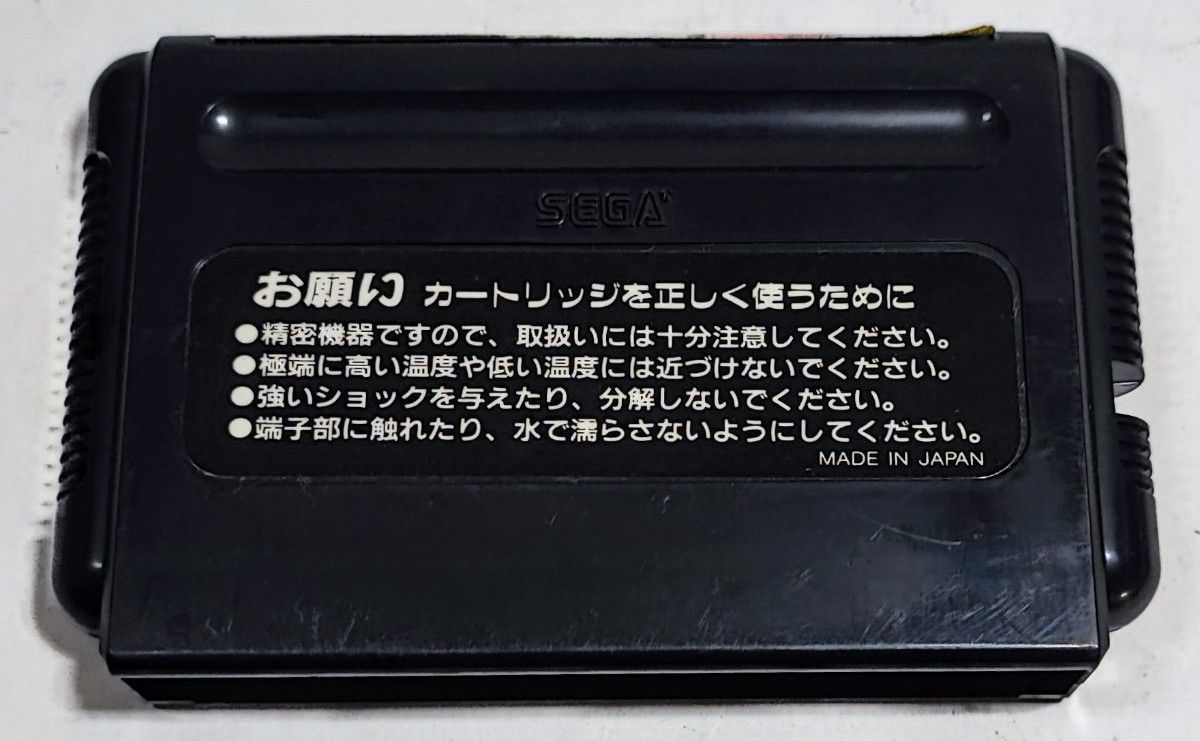 SEGA
お願い カートリッジを正しく使うために
●精密機器ですので、取扱いには十分注意してください。
●極端に高い温度や低い温度には近づけないでください。
●強いショックを与えたり、分解しないでください。
●端子部に触れたり、水で濡らさないようにしてください。
MADE IN JAPAN